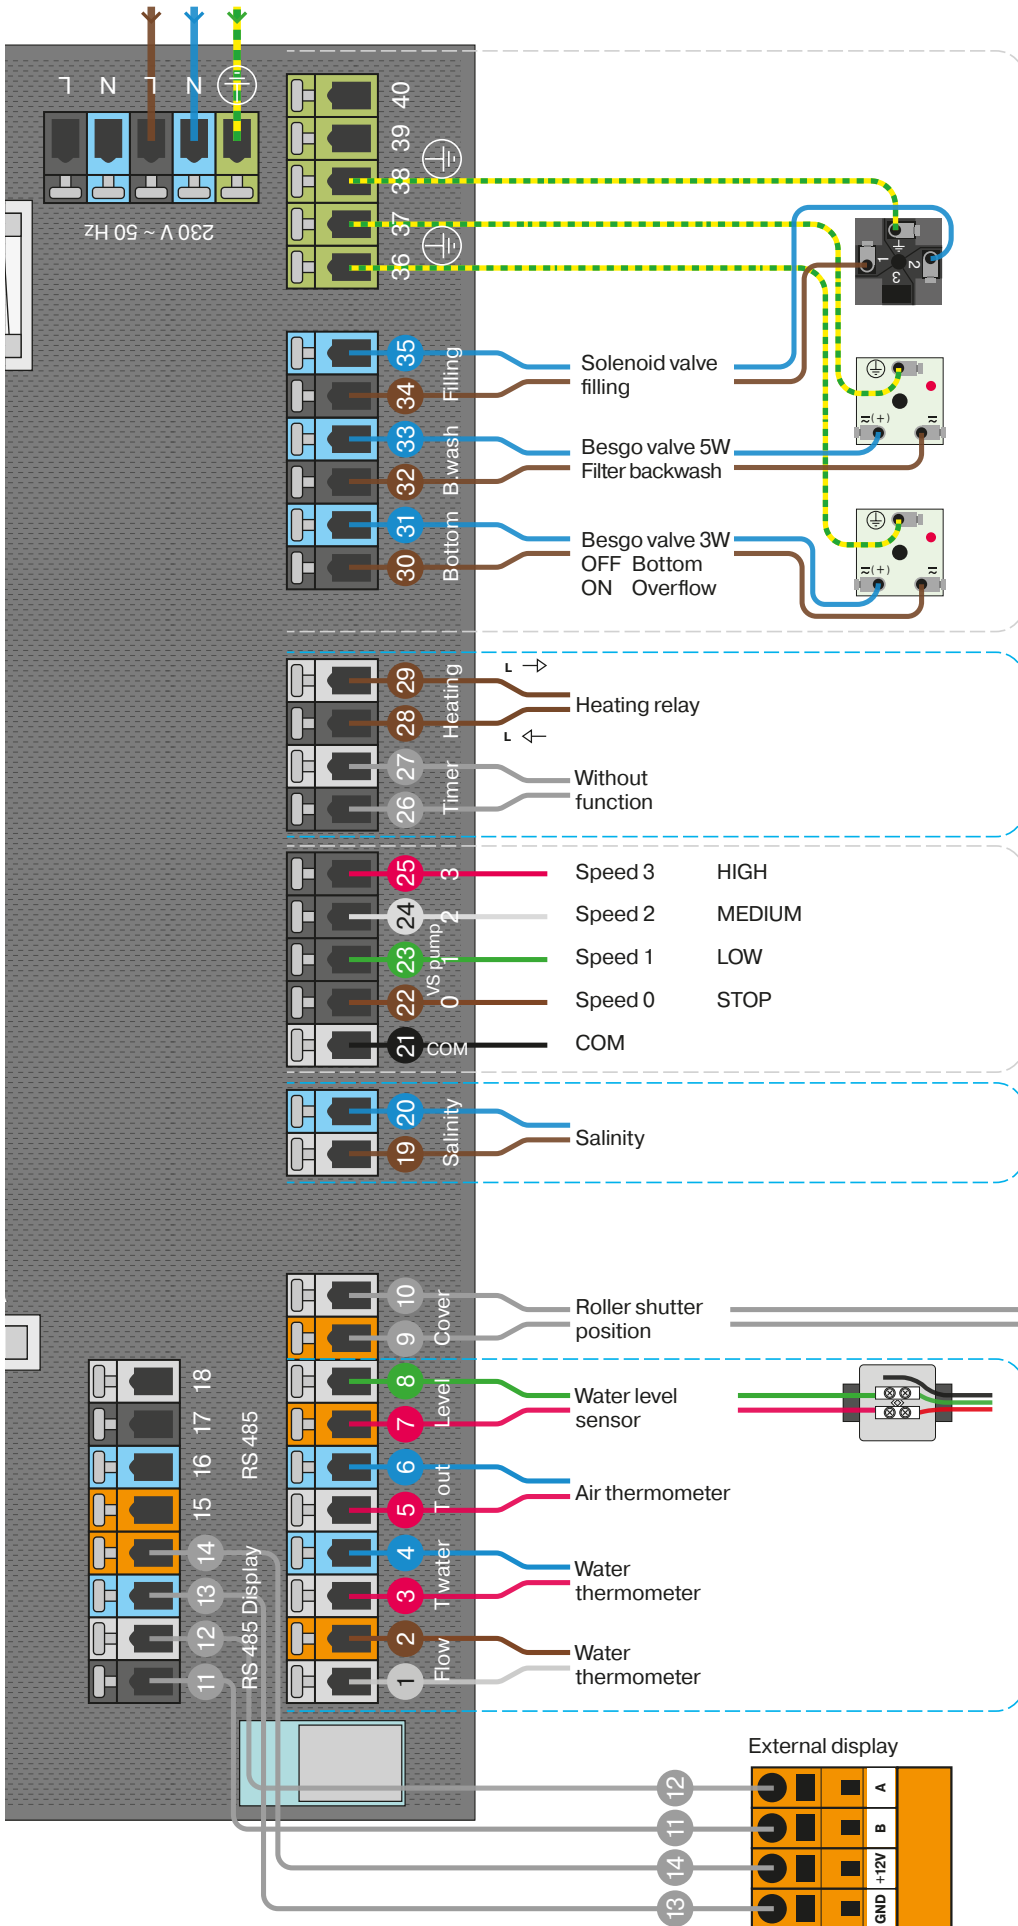 L N L N
230 V ~ 50 Hz
40
39
38
37
36
1
2
3
35
34
Filling
Solenoid valve
filling
33
32
B.wash
Besgo valve 5W
Filter backwash
(+)
31
30
Bottom
Besgo valve 3W
OFF Bottom
ON Overflow
(+)
29
28
Heating
L
L
Heating relay
27
26
Timer
Without
function
25
3
Speed 3 HIGH
24
2
Speed 2 MEDIUM
23
1
Speed 1 LOW
VS pump
22
0
Speed 0 STOP
21
COM
COM
20
19
Salinity
Salinity
10
9
Cover
Roller shutter
position
8
7
Level
Water level
sensor
6
5
T out
Air thermometer
4
3
T water
Water
thermometer
2
1
Flow
Water
thermometer
18
17
16
15
RS 485
14
13
12
11
RS 485 Display
External display
12
A
11
B
14
+12V
13
GND